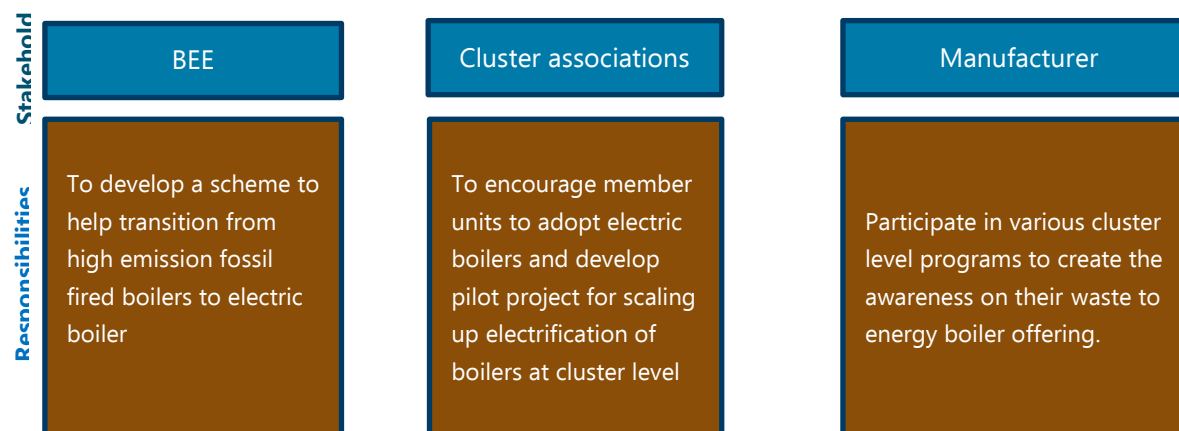 Stakehold
BEE
Cluster associations
Manufacturer
Responsibilities
To develop a scheme to
help transition from
high emission fossil
fired boilers to electric
boiler
To encourage member
units to adopt electric
boilers and develop
pilot project for scaling
up electrification of
boilers at cluster level
Participate in various cluster
level programs to create the
awareness on their waste to
energy boiler offering.